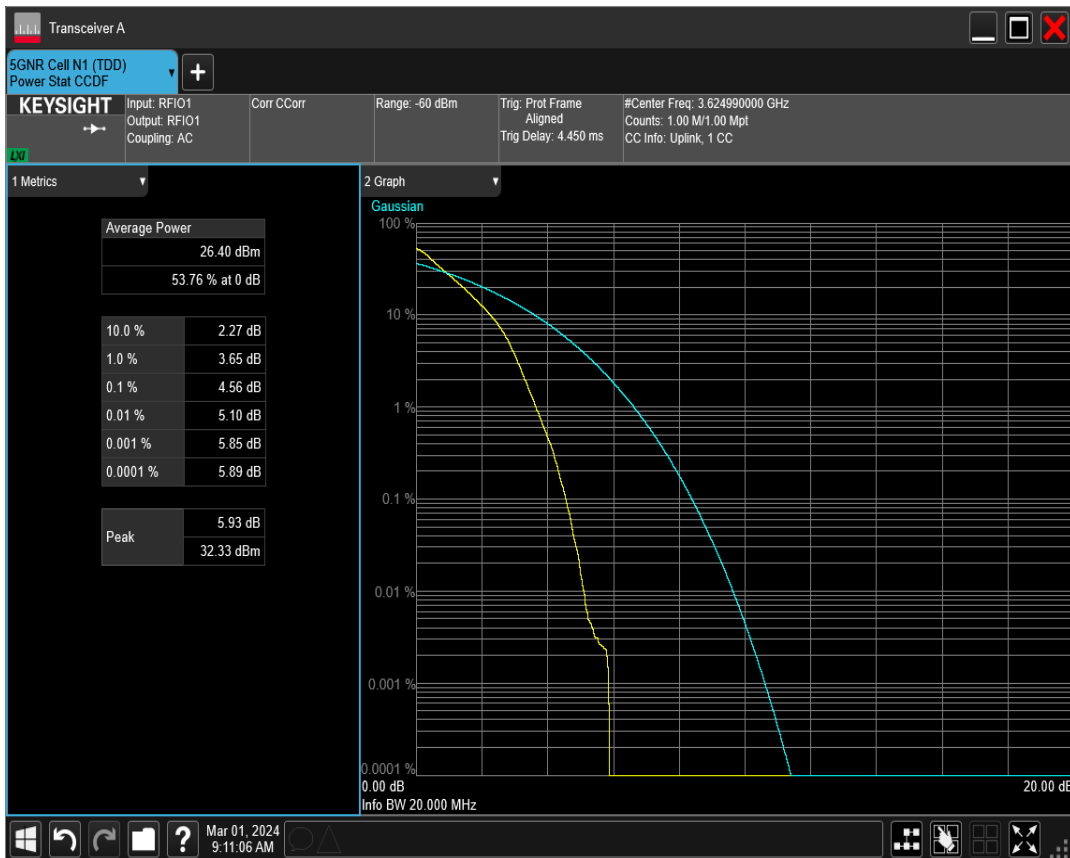 Transceiver A
5GNR Cell N1 (TDD)
Power Stat CCDF
KEYSIGHT
LXI
Input: RFIO1
Output: RFIO1
Coupling: AC
Corr CCorr
Range: -60 dBm
Trig: Prot Frame
Aligned
Trig Delay: 4.450 ms
#Center Freq: 3.624990000 GHz
Counts: 1.00 M/1.00 Mpt
CC Info: Uplink, 1 CC
1 Metrics
Average Power
26.40 dBm
53.76 % at 0 dB
10.0 % 2.27 dB
1.0 % 3.65 dB
0.1 % 4.56 dB
0.01 % 5.10 dB
0.001 % 5.85 dB
0.0001 % 5.89 dB
Peak
5.93 dB
32.33 dBm
2 Graph
Gaussian
100 %
10 %
1 %
0.1 %
0.01 %
0.001 %
0.0001 %
0.00 dB 20.00 dB
Info BW 20.000 MHz
Mar 01, 2024
9:11:06 AM